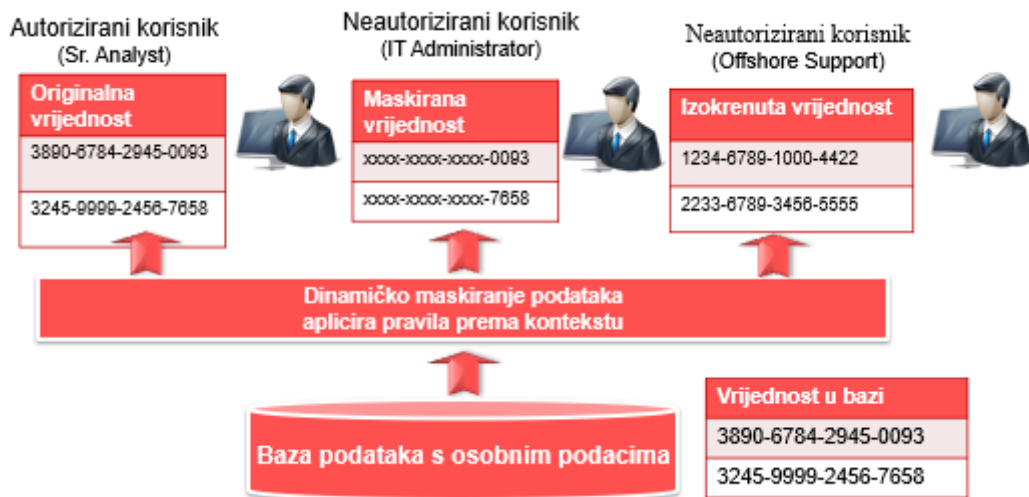 Autorizirani korisnik
(Sr. Analyst)
Originalna
vrijednost
3890-6784-2945-0093
3245-9999-2456-7658
Neautorizirani korisnik
(IT Administrator)
Maskirana
vrijednost
xxxx-xxxx-xxxx-0093
xxxx-xxxx-xxxx-7658
Neautorizirani korisnik
(Offshore Support)
Izokrenuta vrijednost
1234-6789-1000-4422
2233-6789-3456-5555
Dinamičko maskiranje podataka
aplicira pravila prema kontekstu
Baza podataka s osobnim podacima
Vrijednost u bazi
3890-6784-2945-0093
3245-9999-2456-7658